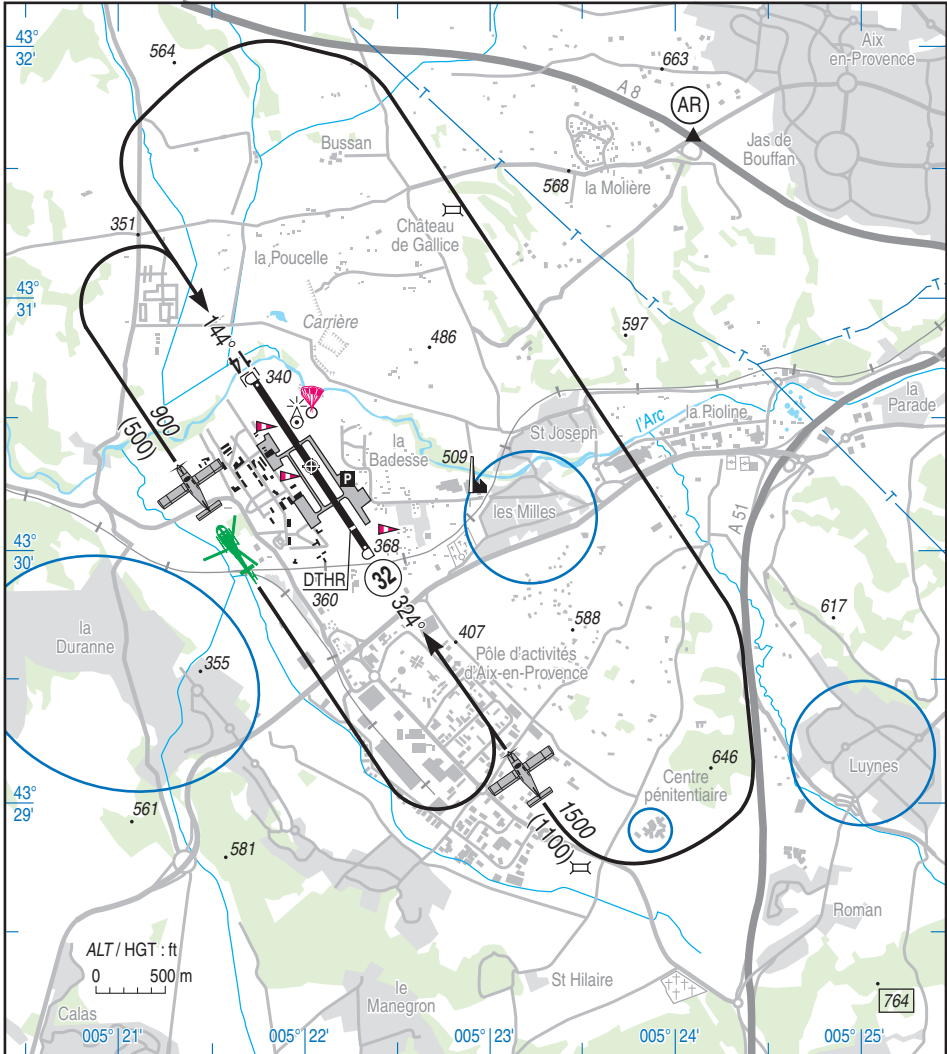 43°
32'
564
663
Aix
en-Provence
A 8
AR
Jas de
Bouffan
Bussan
568
la Molière
T
T
T
T
T
T
351
Château
de Gallice
la Poucelle
43°
31'
Carrière
144°
14
486
597
340
900
(500)
l'Arc
la Pioline
la
Parade
St Joseph
la
Badesse
509
P
les Milles
A 51
43°
30'
368
DTHR
360
32
324°
la
Duranne
355
407
588
617
Pôle d'activités
d'Aix-en-Provence
646
Luynes
Centre
pénitentiaire
43°
29'
561
581
1500
(1100)
Roman
ALT / HGT : ft
0 500 m
St Hilaire
le
Manegron
764
Calas
005° 21'
005° 22'
005° 23'
005° 24'
005° 25'